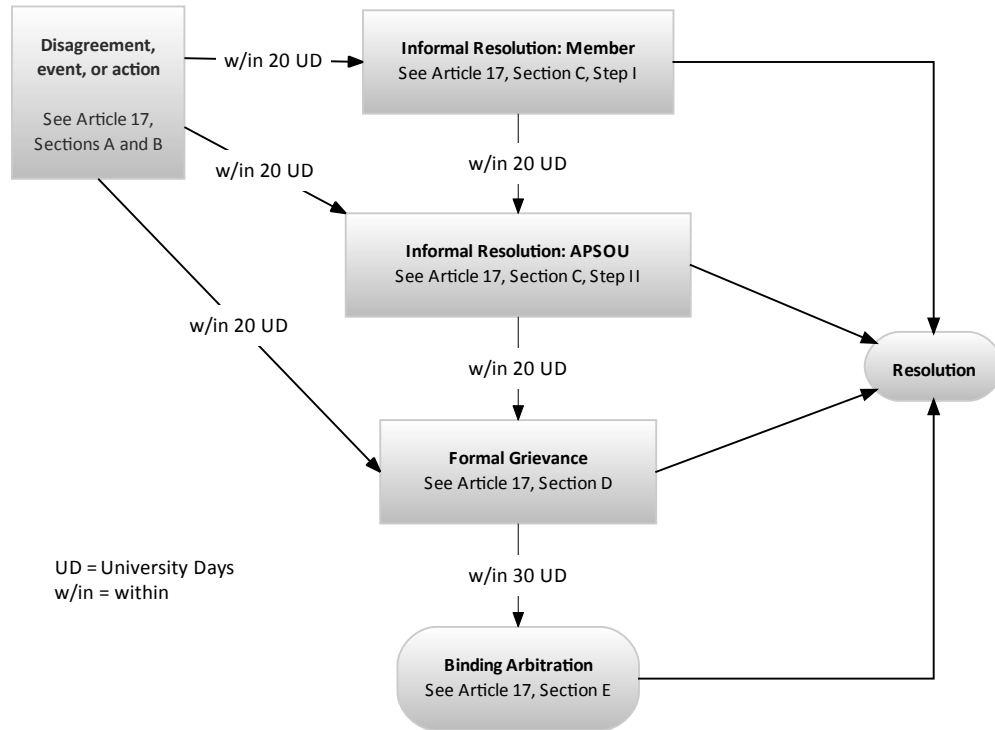 Disagreement,
event, or action
See Article 17,
Sections A and B
w/in 20 UD
Informal Resolution: Member
See Article 17, Section C, Step I
w/in 20 UD
w/in 20 UD
Informal Resolution: APSOU
See Article 17, Section C, Step II
w/in 20 UD
w/in 20 UD
Resolution
Formal Grievance
See Article 17, Section D
w/in 30 UD
UD = University Days
w/in = within
Binding Arbitration
See Article 17, Section E